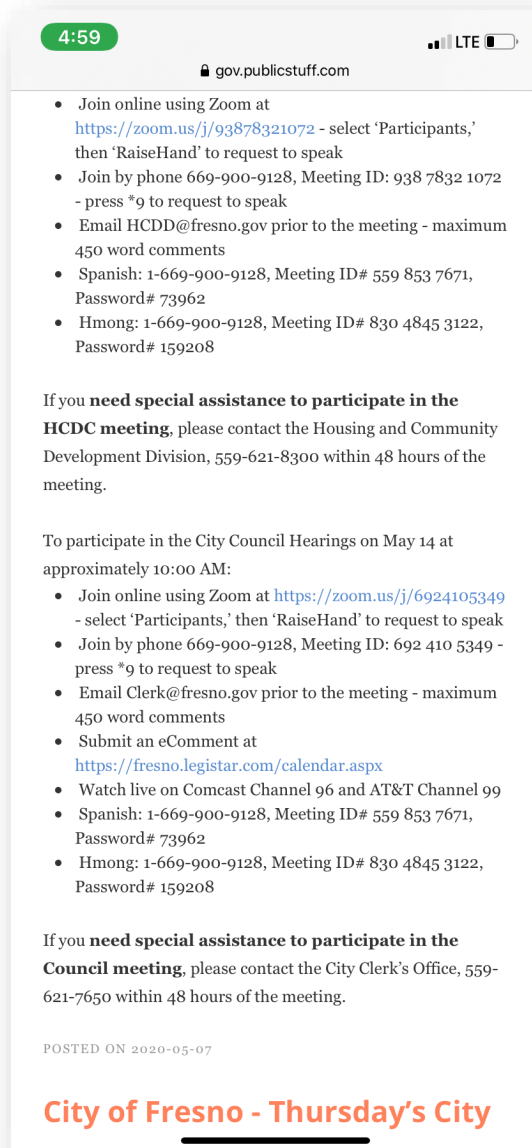 4:59
LTE
gov.publicstuff.com
• Join online using Zoom at
https://zoom.us/j/93878321072 - select ‘Participants,’
then ‘RaiseHand’ to request to speak
• Join by phone 669-900-9128, Meeting ID: 938 7832 1072
- press *9 to request to speak
• Email HCDD@fresno.gov prior to the meeting - maximum
450 word comments
• Spanish: 1-669-900-9128, Meeting ID# 559 853 7671,
Password# 73962
• Hmong: 1-669-900-9128, Meeting ID# 830 4845 3122,
Password# 159208
If you need special assistance to participate in the
HCDC meeting, please contact the Housing and Community
Development Division, 559-621-8300 within 48 hours of the
meeting.
To participate in the City Council Hearings on May 14 at
approximately 10:00 AM:
• Join online using Zoom at https://zoom.us/j/6924105349
- select ‘Participants,’ then ‘RaiseHand’ to request to speak
• Join by phone 669-900-9128, Meeting ID: 692 410 5349 -
press *9 to request to speak
• Email Clerk@fresno.gov prior to the meeting - maximum
450 word comments
• Submit an eComment at
https://fresno.legistar.com/calendar.aspx
• Watch live on Comcast Channel 96 and AT&T Channel 99
• Spanish: 1-669-900-9128, Meeting ID# 559 853 7671,
Password# 73962
• Hmong: 1-669-900-9128, Meeting ID# 830 4845 3122,
Password# 159208
If you need special assistance to participate in the
Council meeting, please contact the City Clerk’s Office, 559-
621-7650 within 48 hours of the meeting.
POSTED ON 2020-05-07
City of Fresno - Thursday’s City